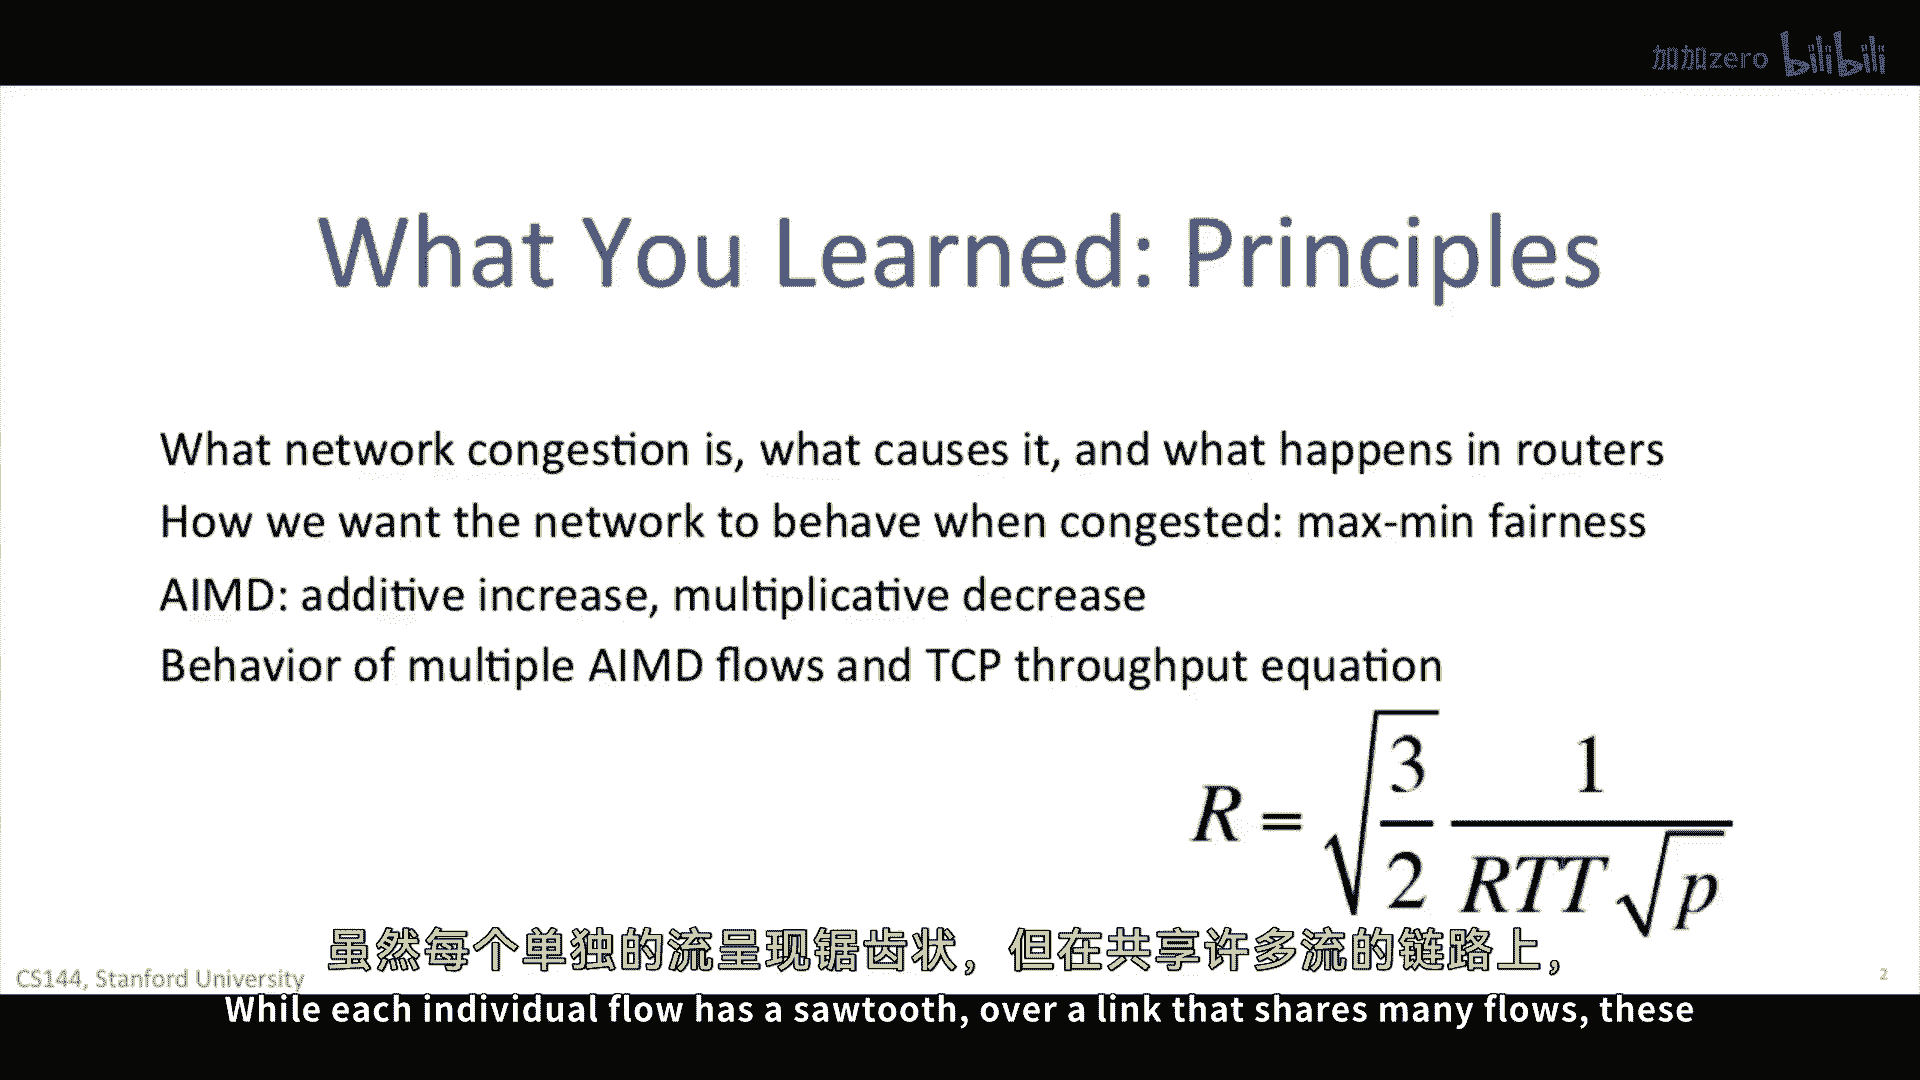 加加zero bilibili
What You Learned: Principles
What network congestion is, what causes it, and what happens in routers
How we want the network to behave when congested: max-min fairness
AIMD: additive increase, multiplicative decrease
Behavior of multiple AIMD flows and TCP throughput equation
R = √(3/2) 1/(RTT√p)
虽然每个单独的流呈现锯齿状，但在共享许多流的链路上，
CS144, Stanford University
2
While each individual flow has a sawtooth, over a link that shares many flows, these